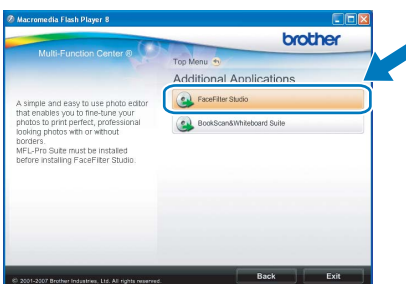 Macromedia Flash Player 8
brother
Multi-Function Center ®
Top Menu
Additional Applications
FaceFilter Studio
BookScan&Whiteboard Suite
A simple and easy to use photo editor
that enables you to fine-tune your
photos to print perfect, professional
looking photos with or without
borders.
MFL-Pro Suite must be installed
before installing FaceFilter Studio.
© 2001-2007 Brother Industries, Ltd. All rights reserved.
Back
Exit